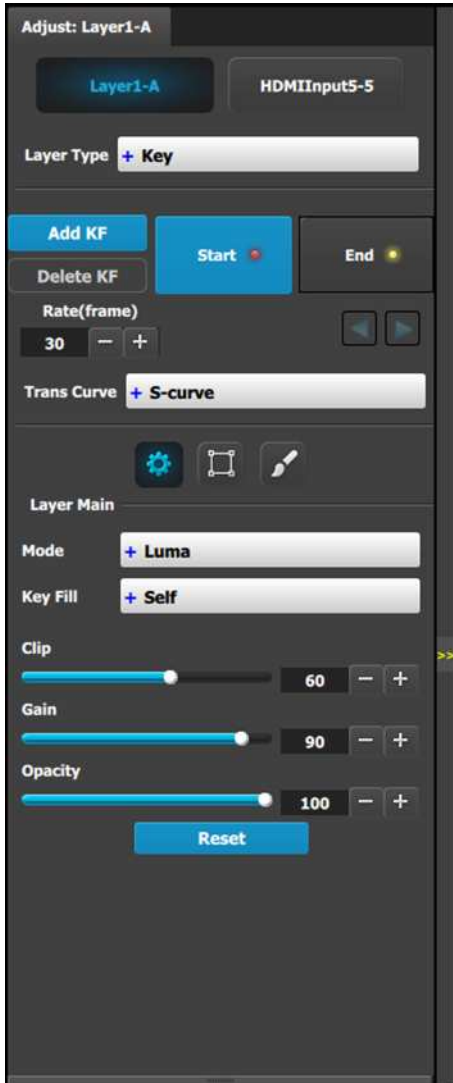 Adjust: Layer1-A
Layer1-A HDMIInput5-5
Layer Type + Key
Add KF
Start End
Delete KF
Rate(frame)
30 − +
Trans Curve + S-curve
Layer Main
Mode + Luma
Key Fill + Self
Clip
60 − +
>>
Gain
90 − +
Opacity
100 − +
Reset